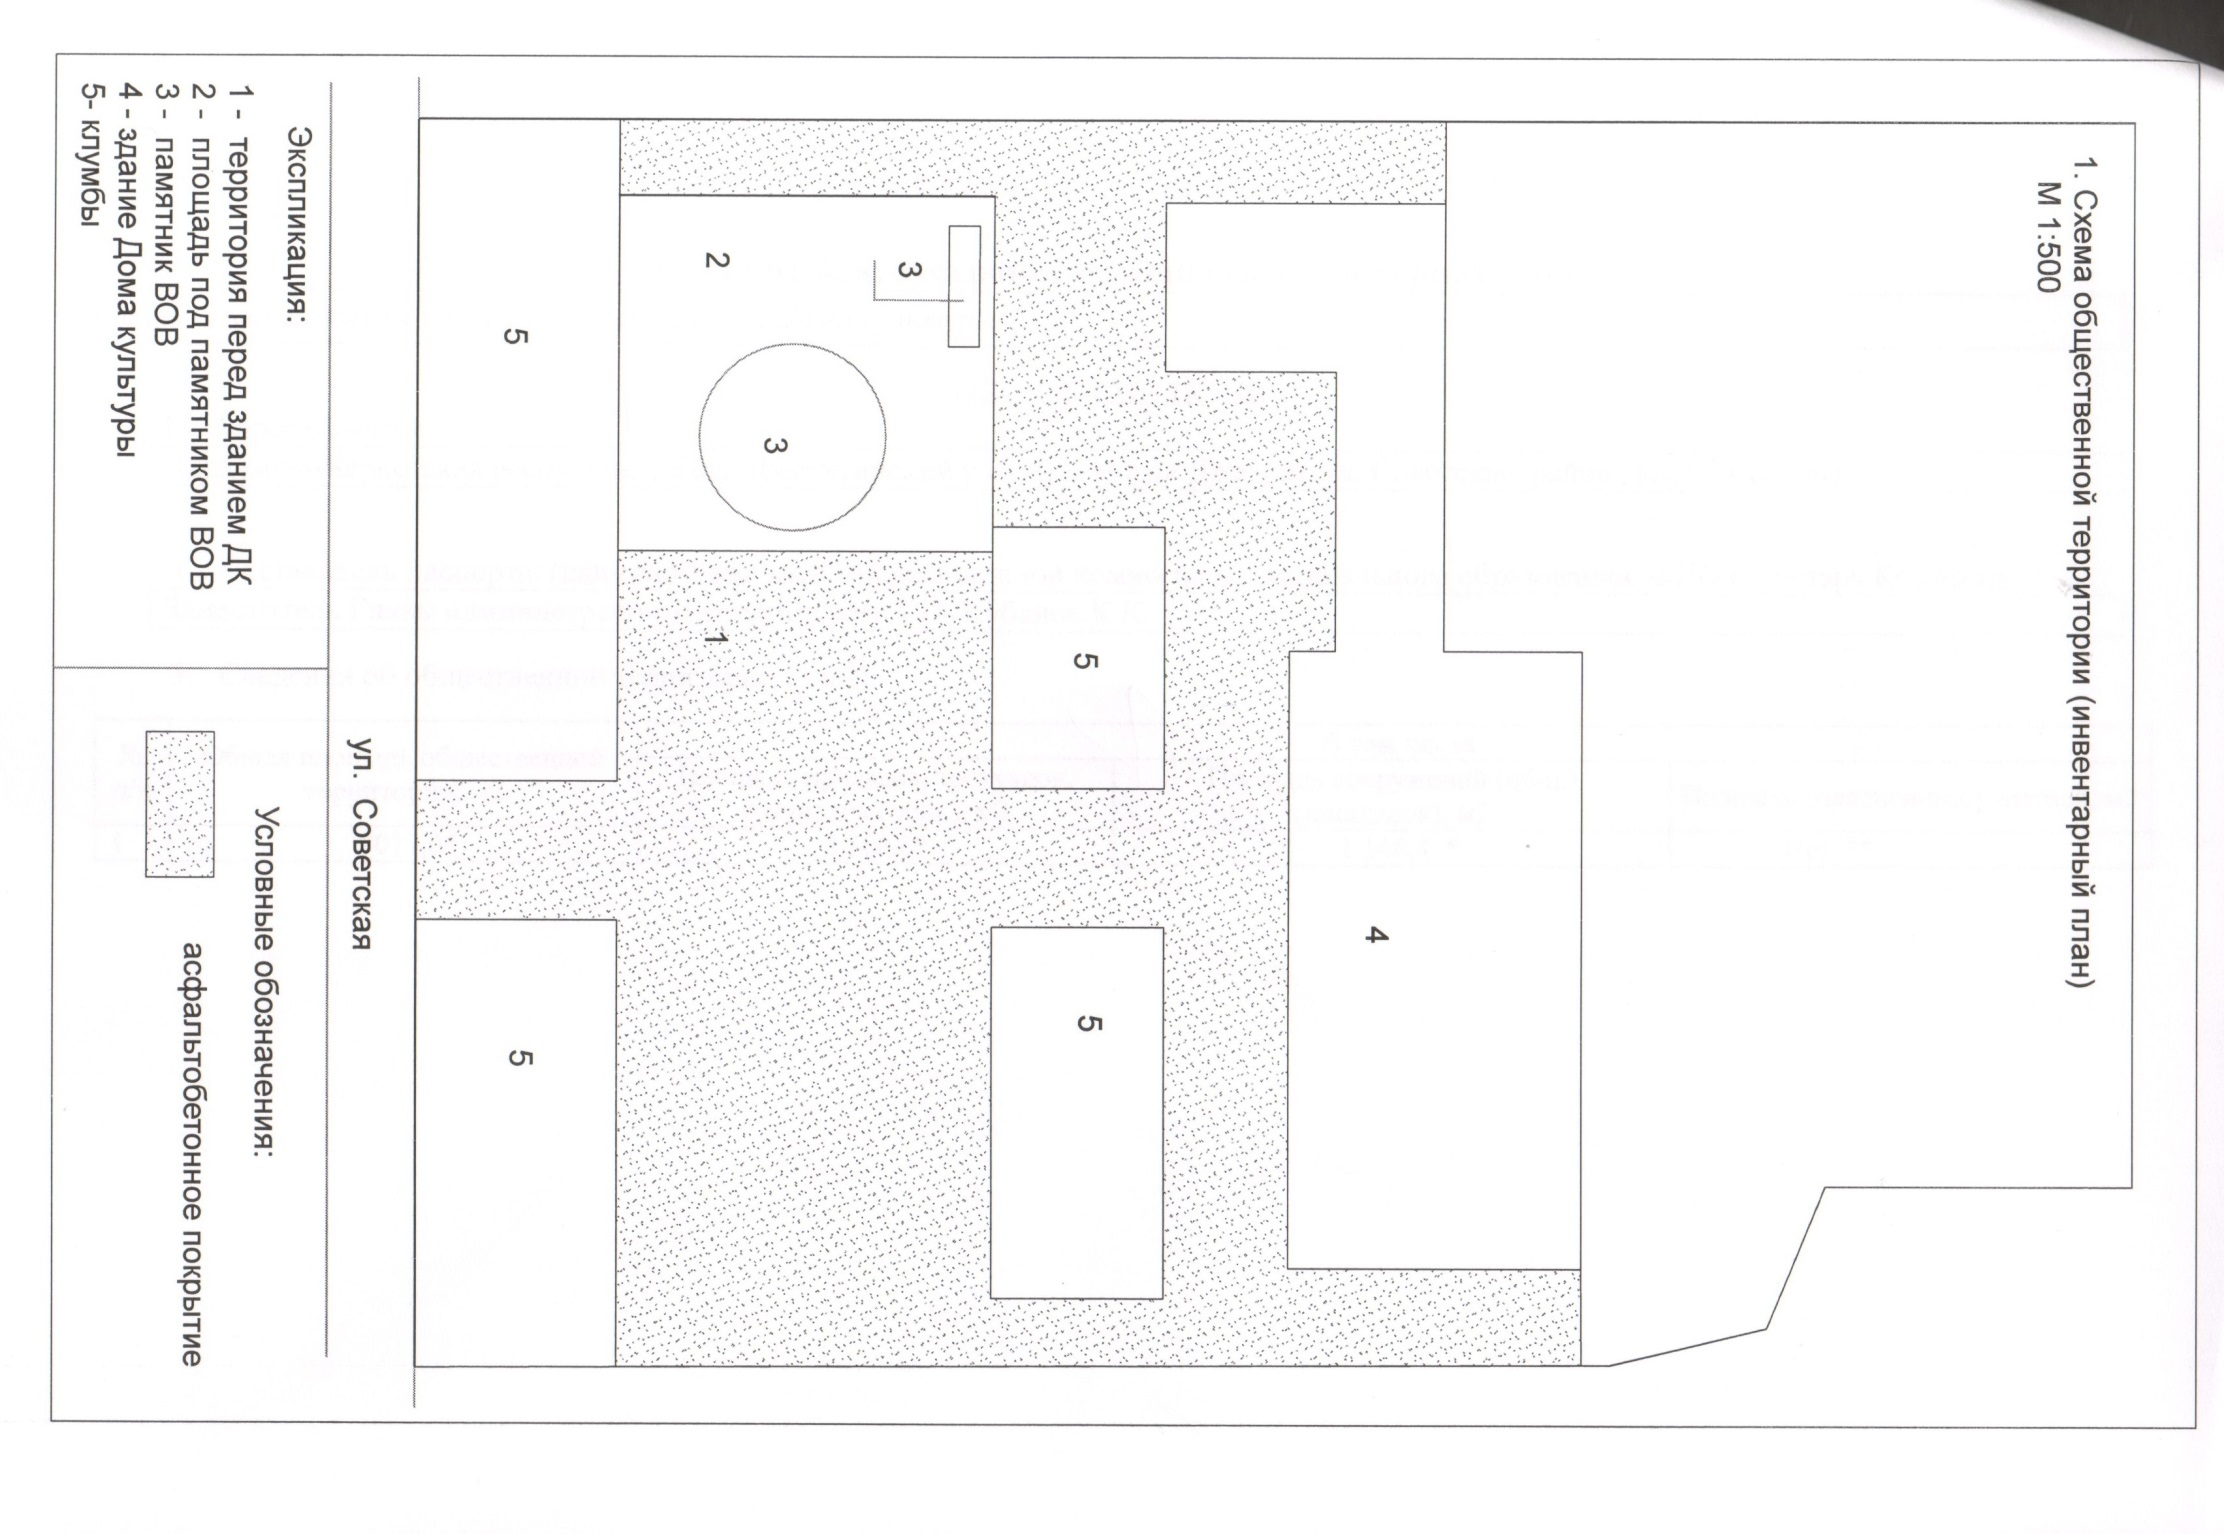 1. Схема общественной территории (инвентарный план)
М 1:500
3
2
3
5
1
5
4
5
5
ул. Советская
Экспликация:
1 - территория перед зданием ДК
2 - площадь под памятником ВОВ
3 - памятник ВОВ
4 - здание Дома культуры
5- клумбы
Условные обозначения:
асфальтобетонное покрытие